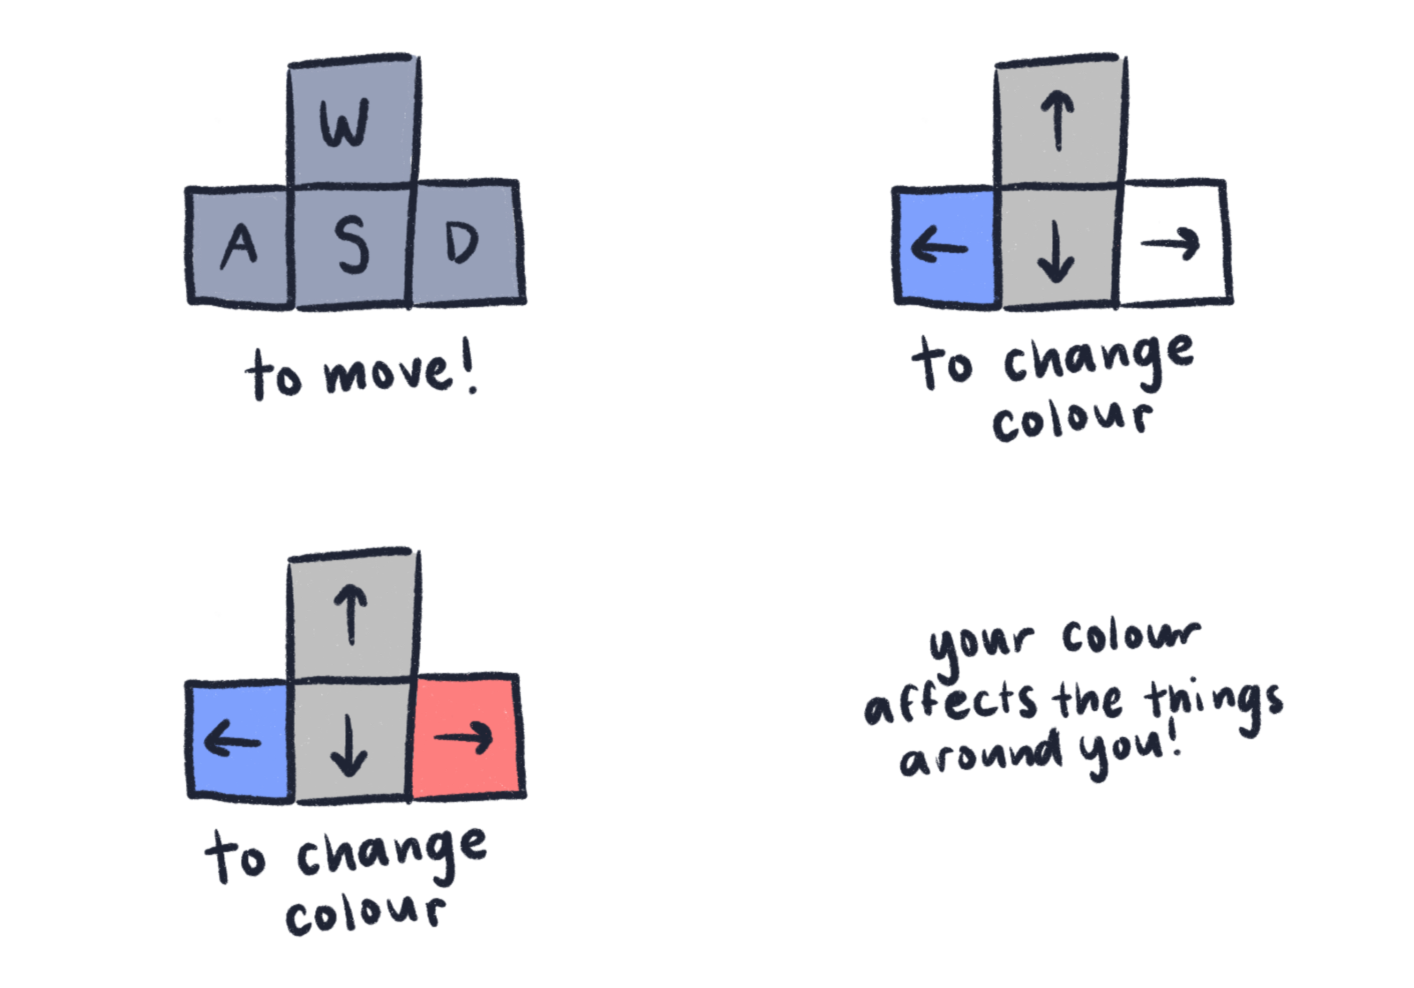 W
A S D
to move!
↑
← ↓ →
to change
colour
↑
← ↓ →
to change
colour
your colour
affects the things
around you!